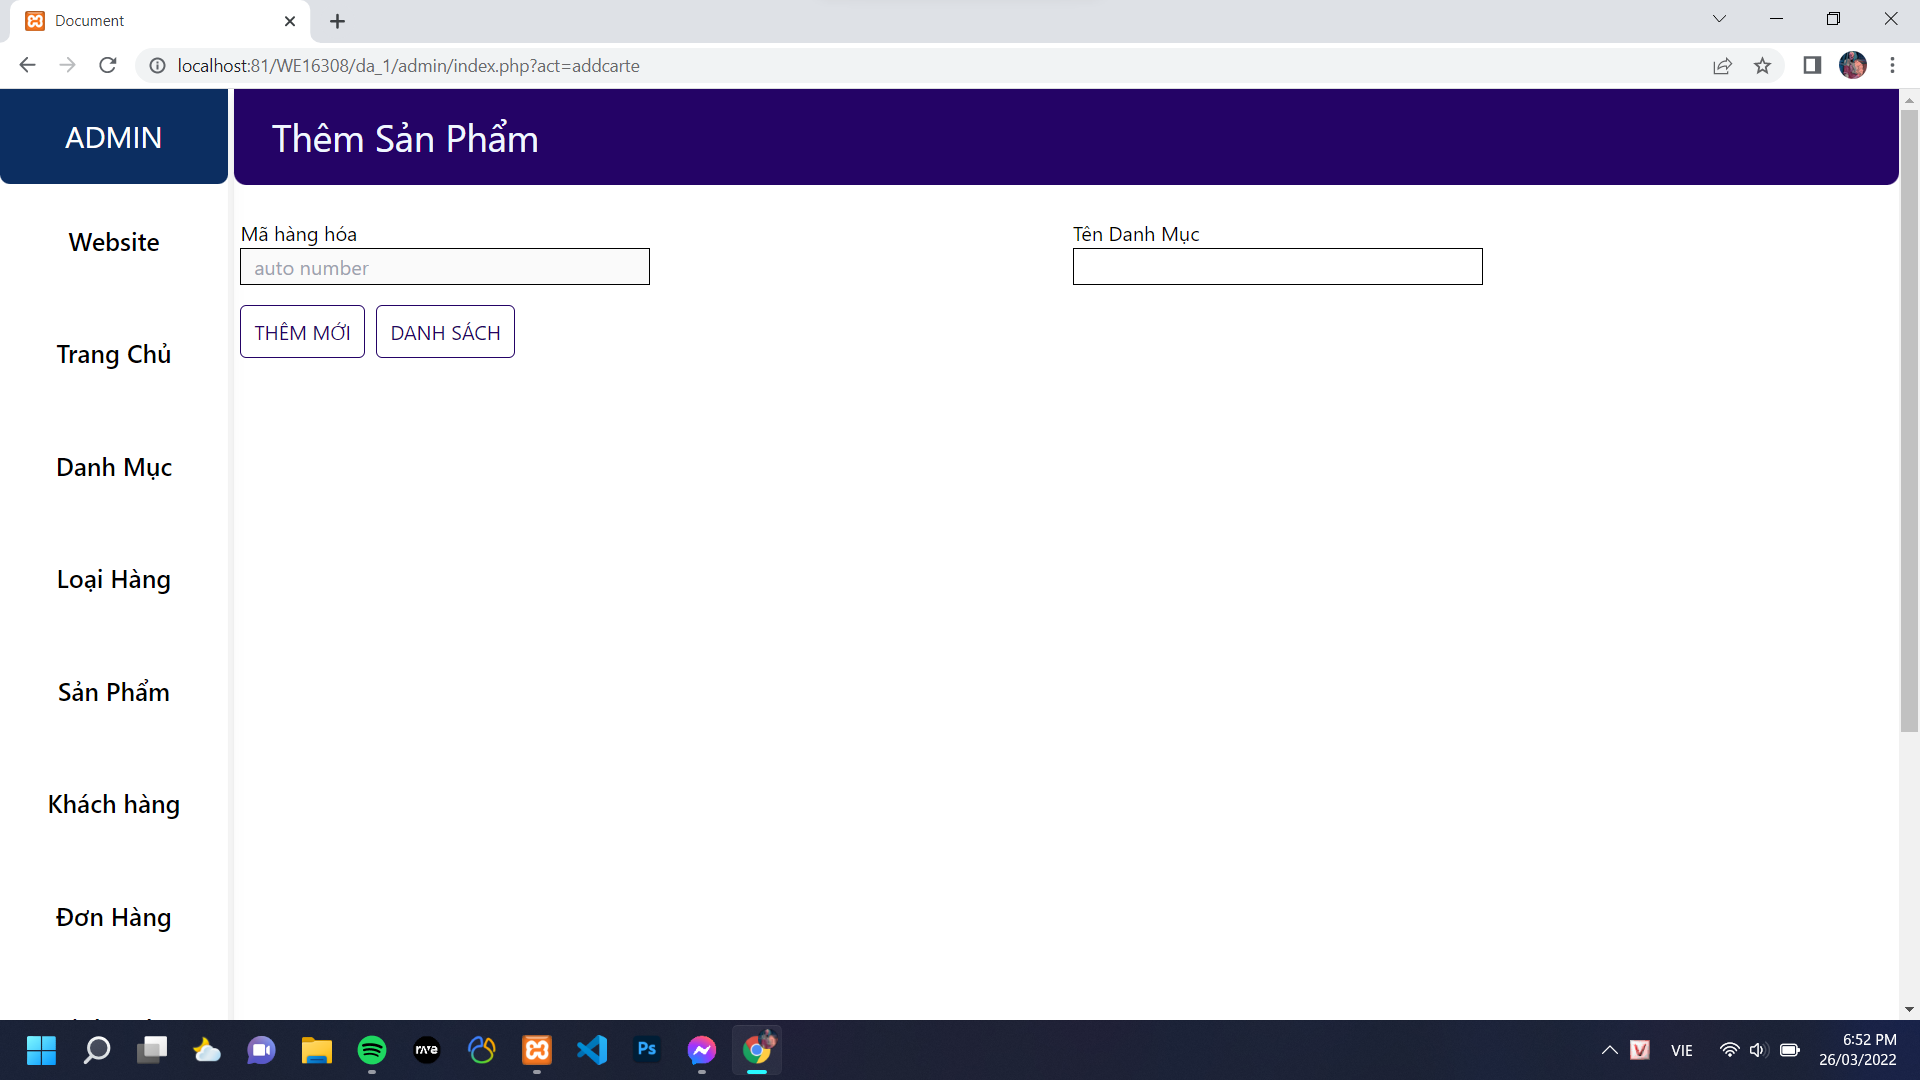 Document
localhost:81/WE16308/da_1/admin/index.php?act=addcarte
ADMIN
Thêm Sản Phẩm
Website
Trang Chủ
Danh Mục
Loại Hàng
Sản Phẩm
Khách hàng
Đơn Hàng
Mã hàng hóa
auto number
Tên Danh Mục
THÊM MỚI
DANH SÁCH
rave
Ps
V
VIE
6:52 PM
26/03/2022